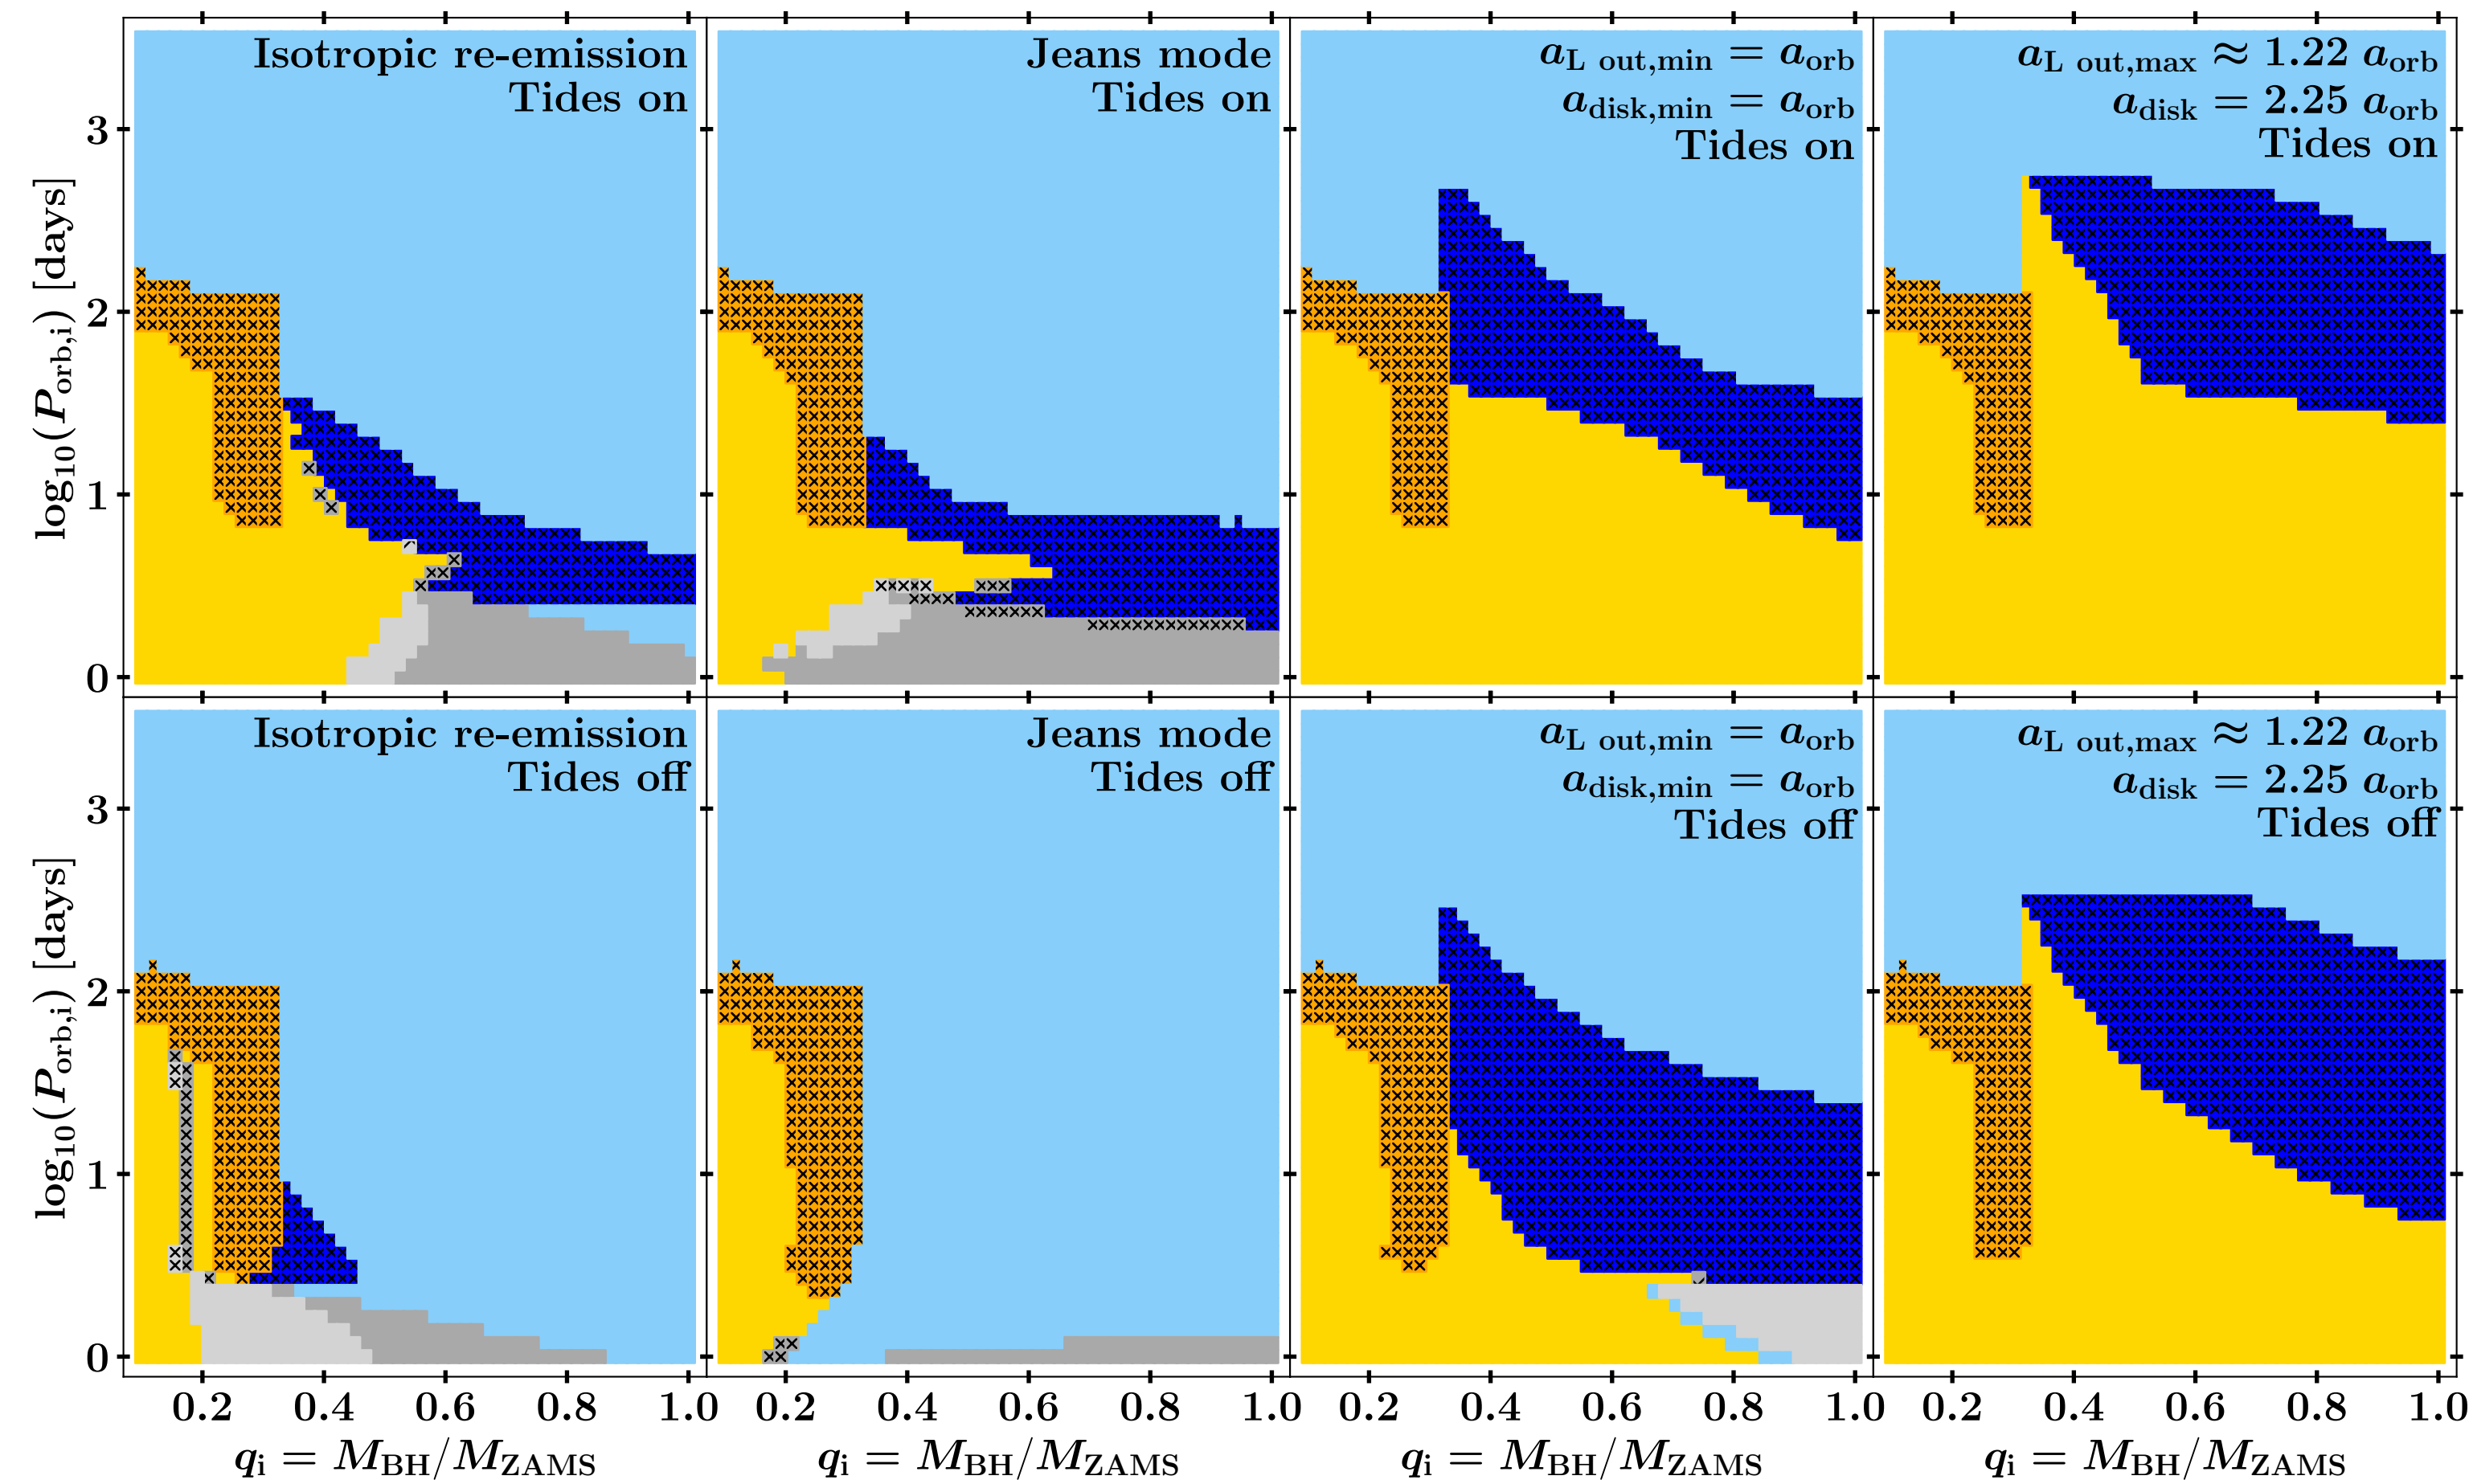 Isotropic re-emission
Tides on
Jeans mode
Tides on
a_L out,min = a_orb
a_disk,min = a_orb
Tides on
a_L out,max ≈ 1.22 a_orb
a_disk = 2.25 a_orb
Tides on
log₁₀(P_orb,i) [days]
3
2
1
0
Isotropic re-emission
Tides off
Jeans mode
Tides off
a_L out,min = a_orb
a_disk,min = a_orb
Tides off
a_L out,max ≈ 1.22 a_orb
a_disk = 2.25 a_orb
Tides off
log₁₀(P_orb,i) [days]
3
2
1
0
0.2 0.4 0.6 0.8 1.0 0.2 0.4 0.6 0.8 1.0 0.2 0.4 0.6 0.8 1.0 0.2 0.4 0.6 0.8 1.0
q_i = M_BH/M_ZAMS q_i = M_BH/M_ZAMS q_i = M_BH/M_ZAMS q_i = M_BH/M_ZAMS